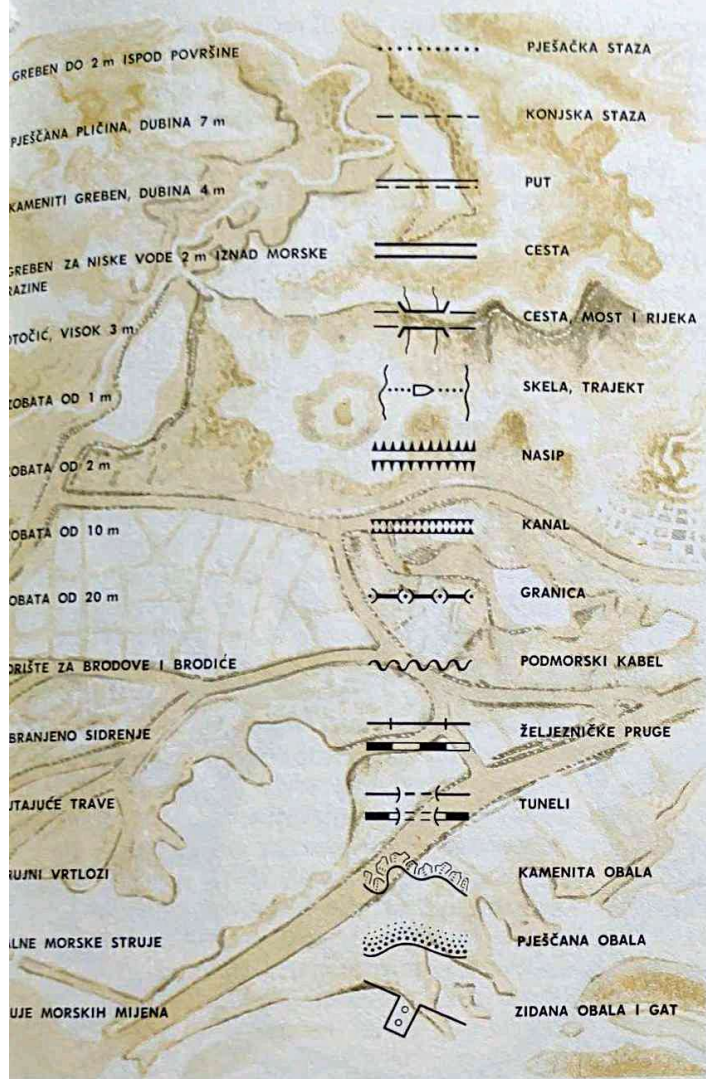 GREBEN DO 2 m ISPOD POVRŠINE
PJEŠČANA PLIČINA, DUBINA 7 m
KAMENITI GREBEN, DUBINA 4 m
GREBEN ZA NISKE VODE 2 m IZNAD MORSKE
RAZINE
OTOČIĆ, VISOK 3 m
ZOBATA OD 1 m
ZOBATA OD 2 m
OBATA OD 10 m
OBATA OD 20 m
ORIŠTE ZA BRODOVE I BRODIĆE
BRANJENO SIDRENJE
UTAJUĆE TRAVE
RUJNI VRTLOZI
ALNE MORSKE STRUJE
UJE MORSKIH MIJENA
PJEŠAČKA STAZA
KONJSKA STAZA
PUT
CESTA
CESTA, MOST I RIJEKA
SKELA, TRAJEKT
NASIP
KANAL
GRANICA
PODMORSKI KABEL
ŽELJEZNIČKE PRUGE
TUNELI
KAMENITA OBALA
PJEŠČANA OBALA
ZIDANA OBALA I GAT